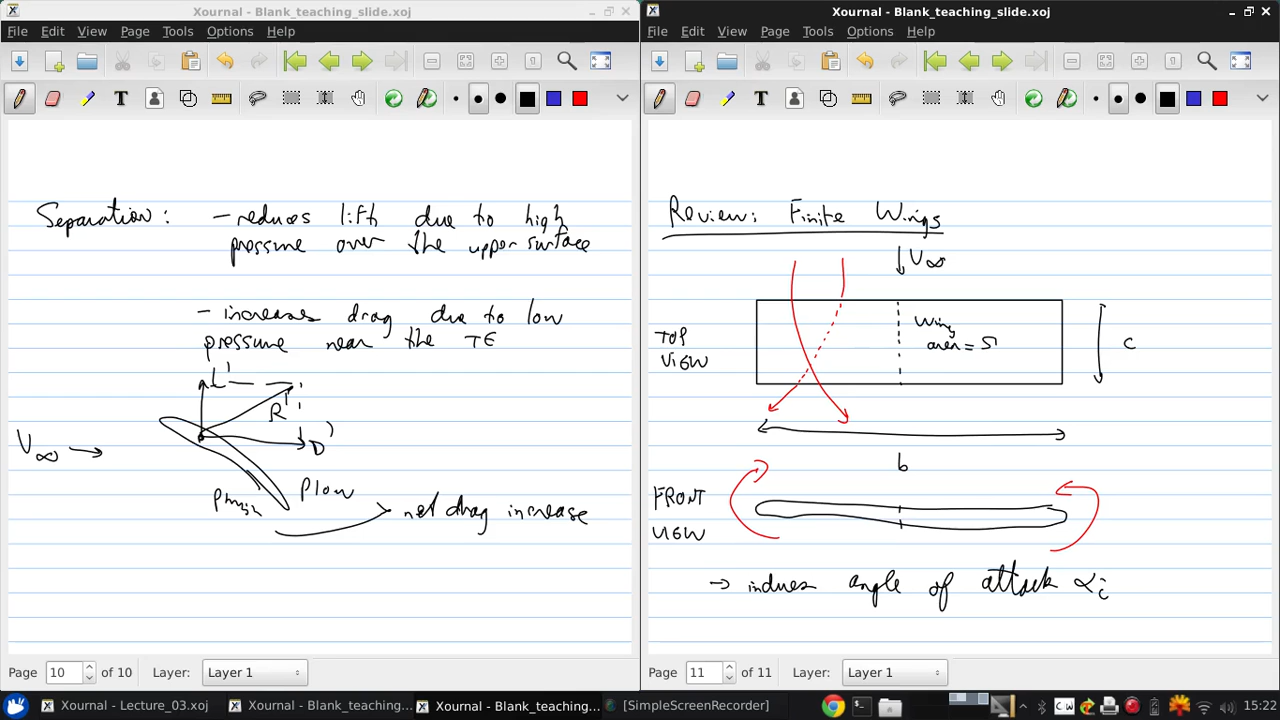 Xournal - Blank_teaching_slide.xoj
File Edit View Page Tools Options Help
Separation: - reduces lift due to high
pressure over the upper surface
- increases drag due to low
pressure near the TE
L'
R'
D'
V∞
Phigh
Plow
net drag increase
Page 10 of 10 Layer: Layer 1
Xournal - Blank_teaching_slide.xoj
File Edit View Page Tools Options Help
Review: Finite Wings
V∞
TOP
VIEW
Wing
area = S
c
b
FRONT
VIEW
→ induces angle of attack αi
Page 11 of 11 Layer: Layer 1
Xournal - Lecture_03.xoj
Xournal - Blank_teaching...
Xournal - Blank_teaching...
[SimpleScreenRecorder]
15:22